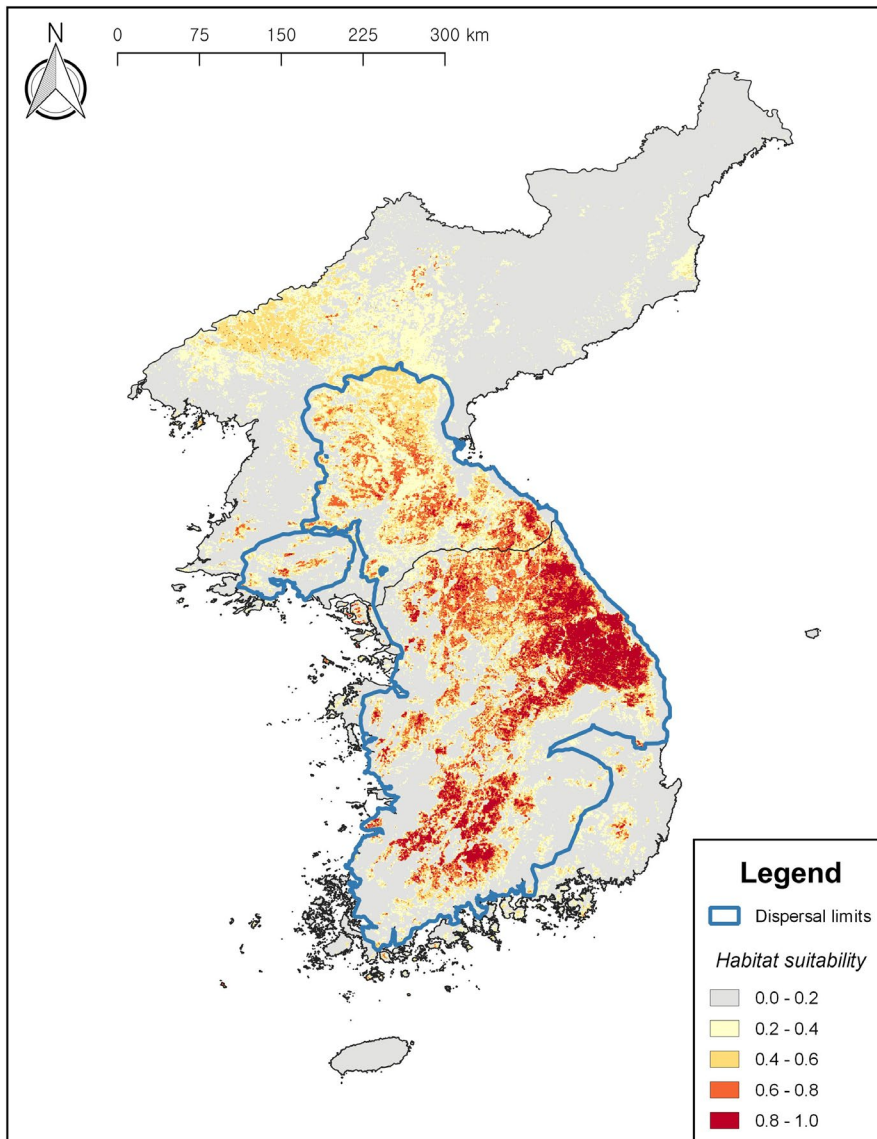 N
0 75 150 225 300 km
Legend
Dispersal limits
Habitat suitability
0.0 - 0.2
0.2 - 0.4
0.4 - 0.6
0.6 - 0.8
0.8 - 1.0